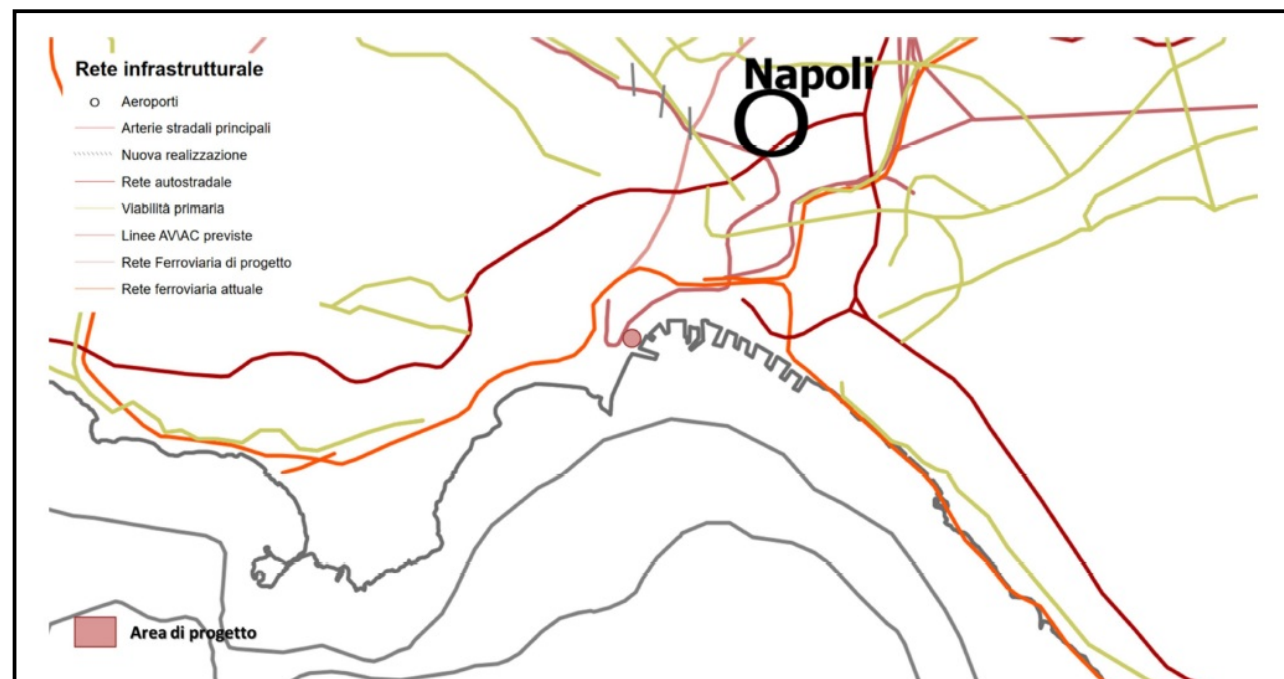 Napoli
Rete infrastrutturale
Aeroporti
Arterie stradali principali
Nuova realizzazione
Rete autostradale
Viabilità primaria
Linee AV\AC previste
Rete Ferroviaria di progetto
Rete ferroviaria attuale
Area di progetto